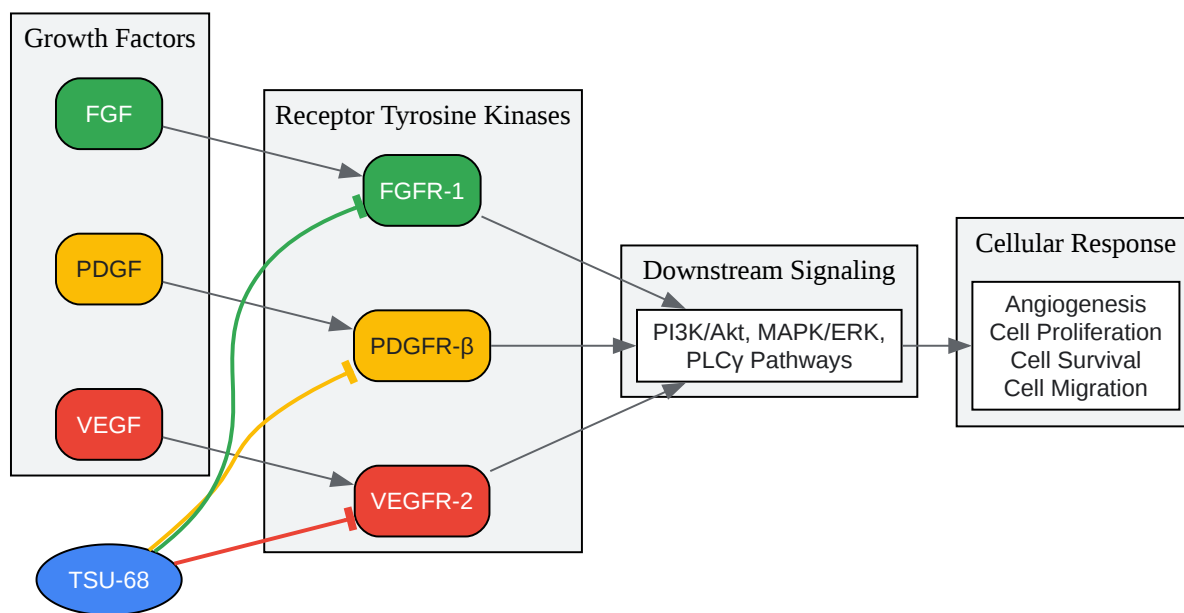 Growth Factors
FGF
PDGF
VEGF
TSU-68
Receptor Tyrosine Kinases
FGFR-1
PDGFR-β
VEGFR-2
Downstream Signaling
PI3K/Akt, MAPK/ERK,
PLCγ Pathways
Cellular Response
Angiogenesis
Cell Proliferation
Cell Survival
Cell Migration